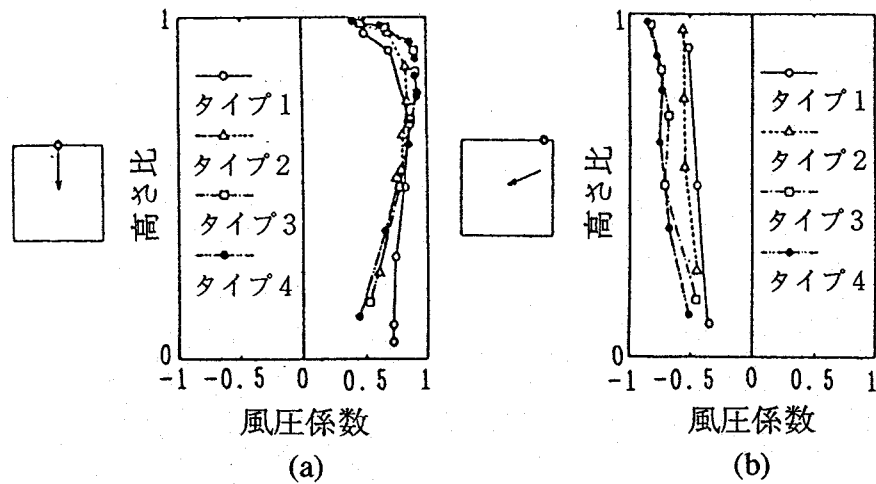 1
タイプ1
タイプ2
タイプ3
タイプ4
高さ比
0
-1 -0.5 0 0.5 1
風圧係数
(a)
1
タイプ1
タイプ2
タイプ3
タイプ4
高さ比
0
-1 -0.5 0 0.5 1
風圧係数
(b)